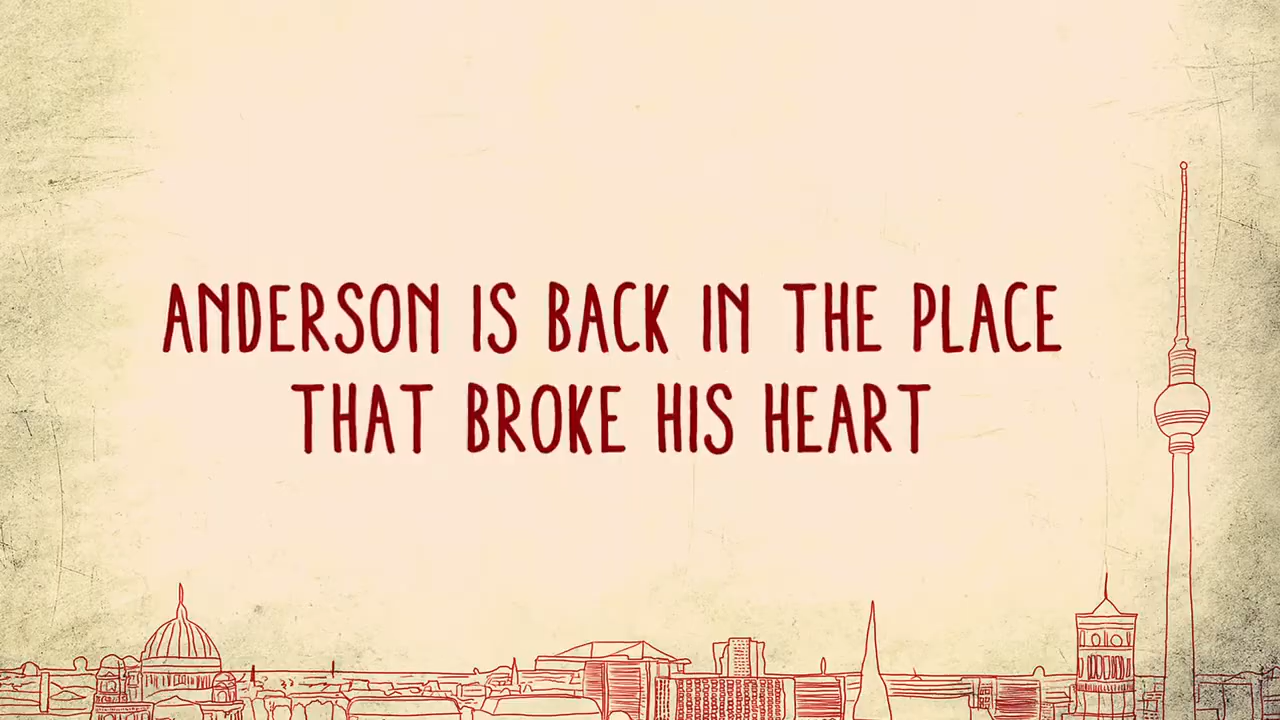 ANDERSON IS BACK IN THE PLACE
THAT BROKE HIS HEART